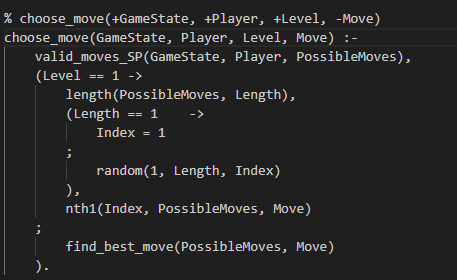 % choose_move(+GameState, +Player, +Level, -Move)
choose_move(GameState, Player, Level, Move) :-
    valid_moves_SP(GameState, Player, PossibleMoves),
    (Level == 1 ->
        length(PossibleMoves, Length),
        (Length == 1    ->
            Index = 1
        ;
            random(1, Length, Index)
        ),
        nth1(Index, PossibleMoves, Move)
    ;
        find_best_move(PossibleMoves, Move)
    ).